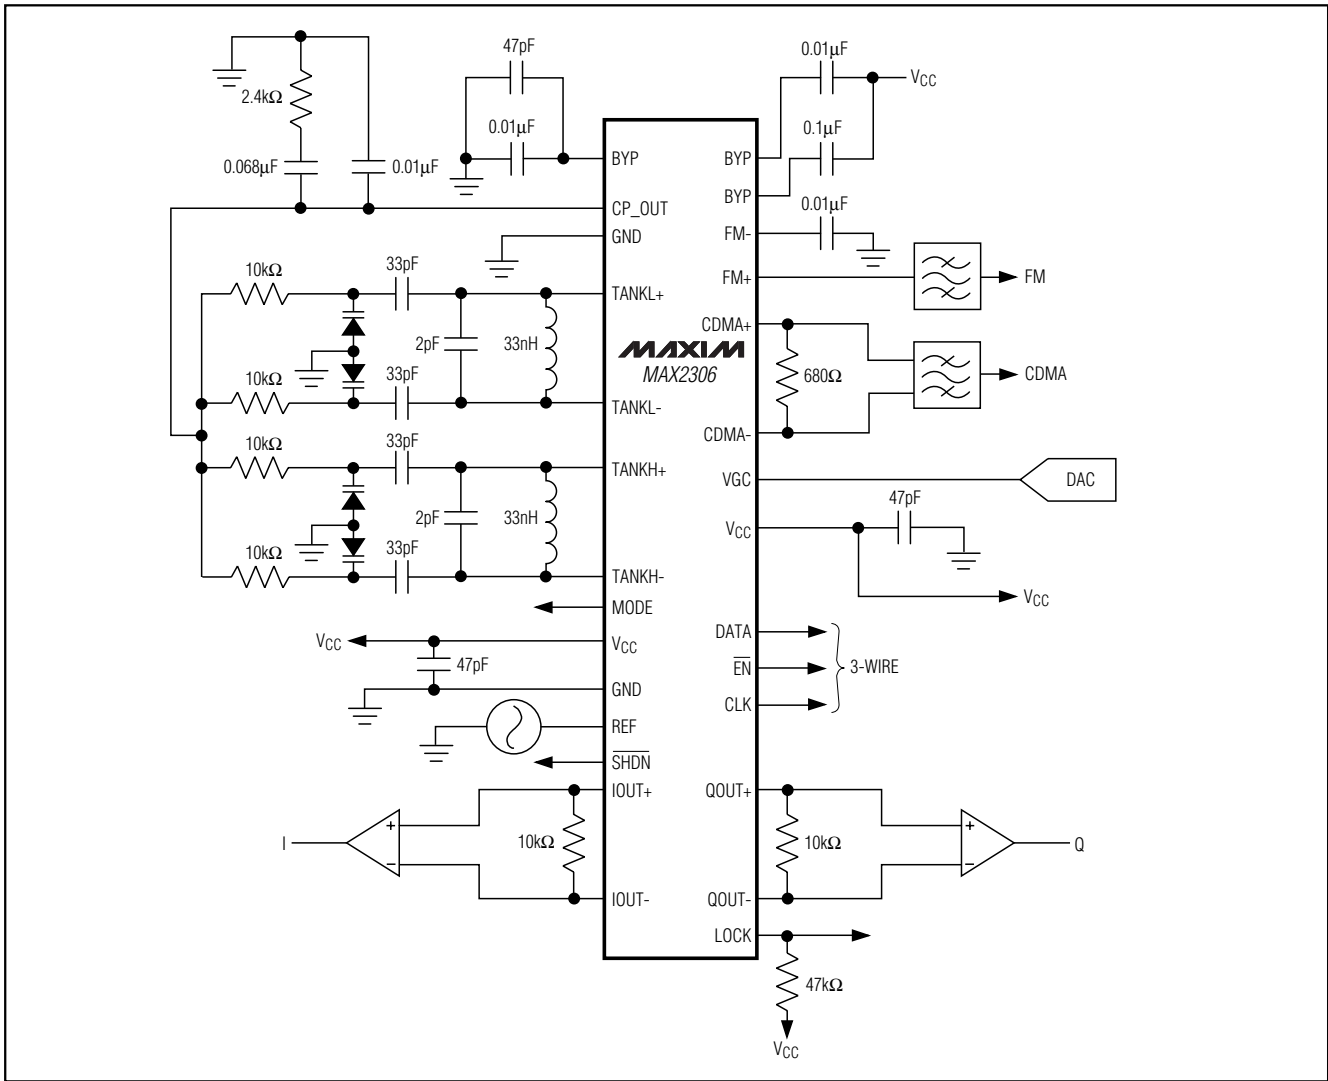 2.4kΩ
0.068µF
0.01µF
47pF
0.01µF
0.01µF
VCC
0.1µF
0.01µF
BYP
CP_OUT
GND
TANKL+
TANKL-
TANKH+
TANKH-
MODE
VCC
GND
REF
SHDN
IOUT+
IOUT-
BYP
BYP
FM-
FM+
CDMA+
CDMA-
VGC
VCC
DATA
EN
CLK
QOUT+
QOUT-
LOCK
MAXIM
MAX2306
10kΩ
33pF
2pF
33nH
10kΩ
33pF
10kΩ
33pF
2pF
33nH
10kΩ
33pF
VCC
47pF
I
+
−
10kΩ
FM
680Ω
CDMA
DAC
47pF
VCC
3-WIRE
10kΩ
+
−
Q
47kΩ
VCC